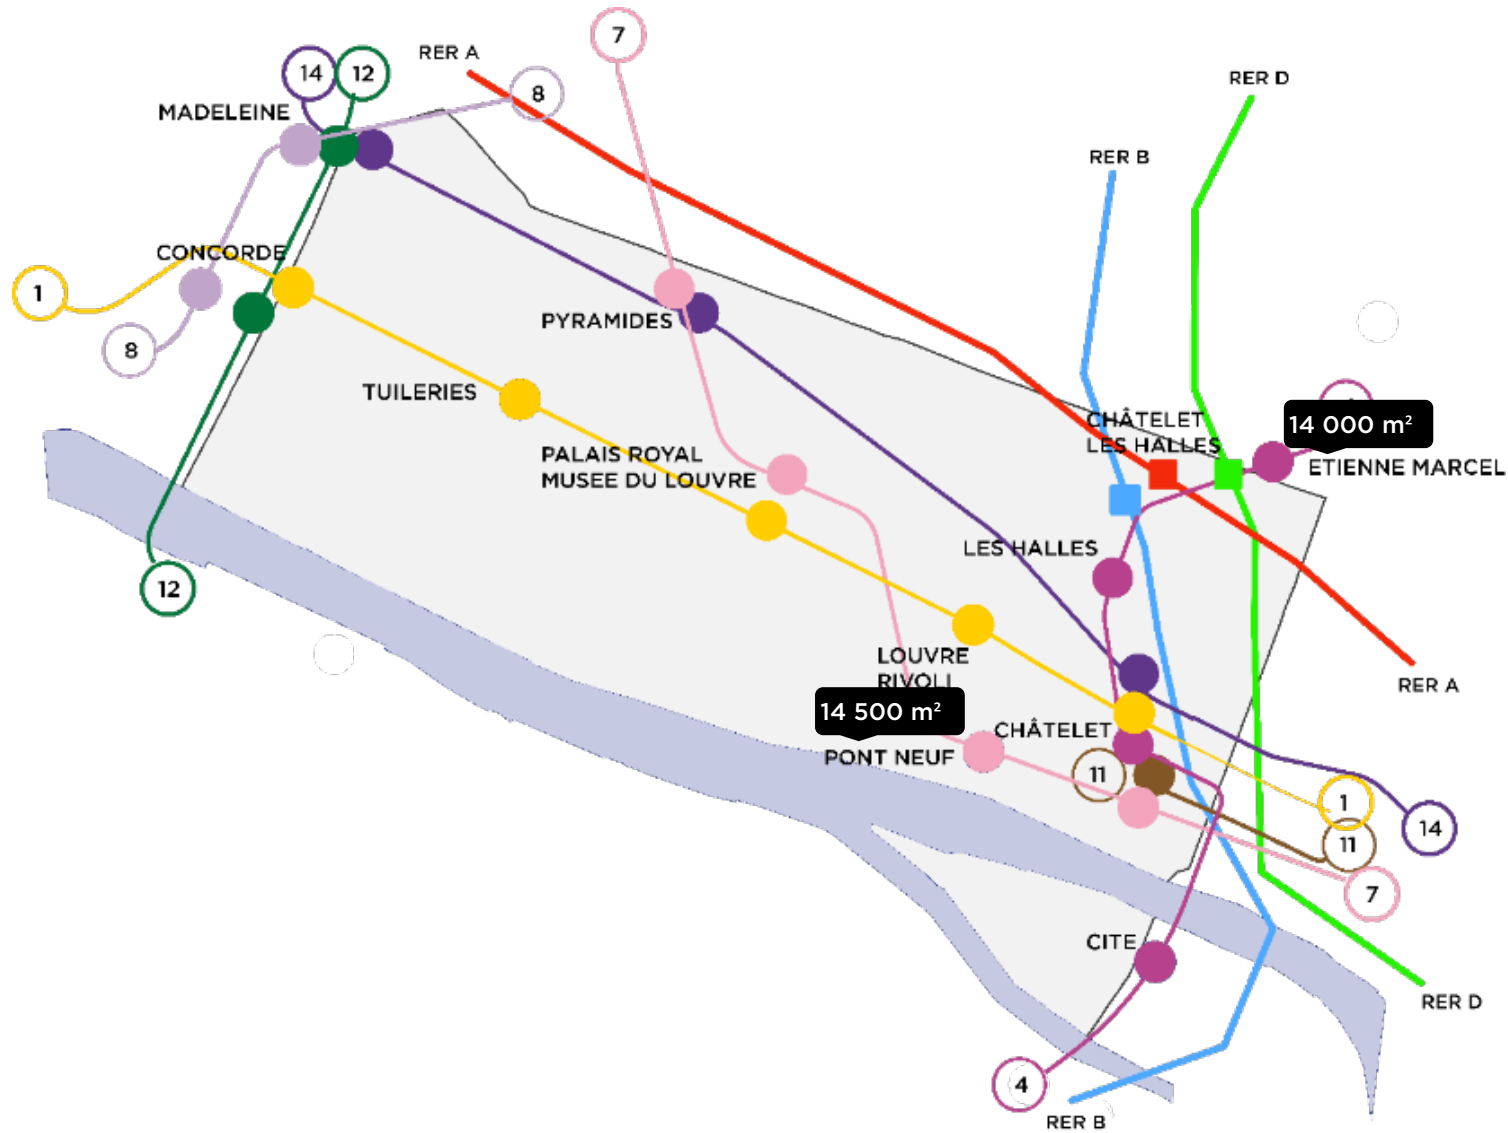 7
RER A
14
12
8
RER D
MADELEINE
RER B
CONCORDE
1
PYRAMIDES
8
TUILERIES
CHÂTELET
LES HALLES
14 000 m²
ETIENNE MARCEL
PALAIS ROYAL
MUSEE DU LOUVRE
LES HALLES
12
LOUVRE
RIVOLI
RER A
14 500 m²
CHÂTELET
PONT NEUF
11
1
14
11
7
CITE
RER D
4
RER B